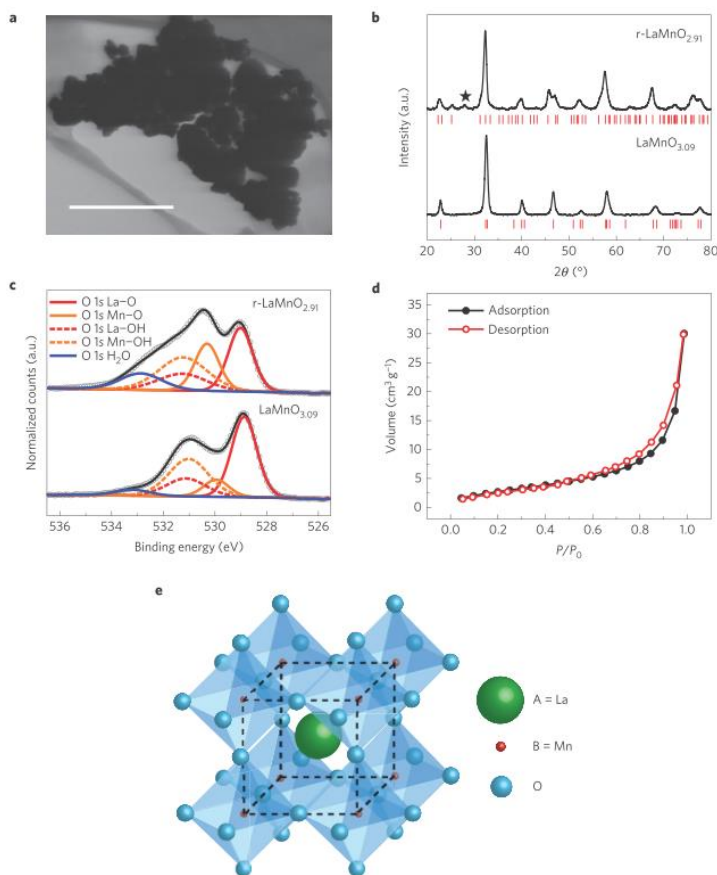 a
b
r-LaMnO2.91
★
LaMnO3.09
Intensity (a.u.)
20 30 40 50 60 70 80
2θ (°)
c
O 1s La–O
O 1s Mn–O
O 1s La–OH
O 1s Mn–OH
O 1s H2O
r-LaMnO2.91
LaMnO3.09
Normalized counts (a.u.)
536 534 532 530 528 526
Binding energy (eV)
d
Adsorption
Desorption
Volume (cm³ g⁻¹)
35
30
25
20
15
10
5
0
0.0 0.2 0.4 0.6 0.8 1.0
P/P0
e
A = La
B = Mn
O